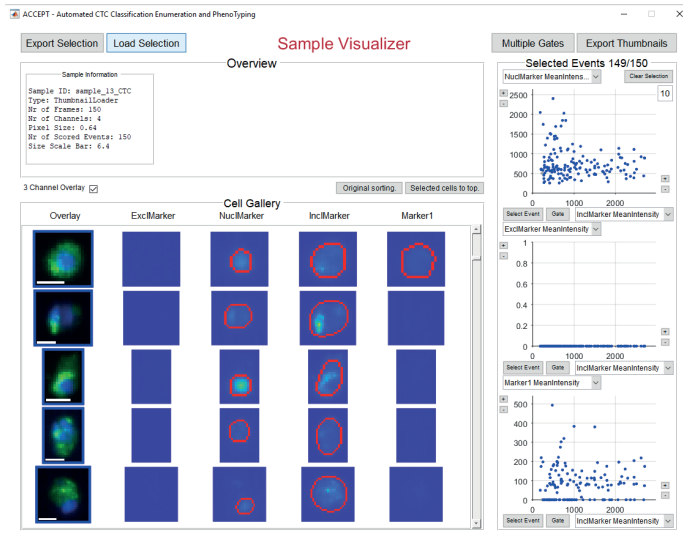 ACCEPT - Automated CTC Classification Enumeration and PhenoTyping
Export Selection Load Selection Sample Visualizer Multiple Gates Export Thumbnails
Overview
Sample Information
Sample ID: sample_13_CTC
Type: ThumbnailLoader
Nr of Frames: 150
Nr of Channels: 4
Pixel Size: 0.64
Nr of Scored Events: 150
Size Scale Bar: 6.4
3 Channel Overlay
Original sorting. Selected cells to top.
Cell Gallery
Overlay ExclMarker NuclMarker InclMarker Marker1
Selected Events 149/150
NuclMarker MeanIntens... Clear Selection
10
+
-
2500
2000
1500
1000
500
0
+
-
0 1000 2000
Select Event Gate InclMarker MeanIntensity
ExclMarker MeanIntensity
+
-
1
0.8
0.6
0.4
0.2
0
+
-
0 1000 2000
Select Event Gate InclMarker MeanIntensity
Marker1 MeanIntensity
+
-
500
400
300
200
100
0
+
-
0 1000 2000
Select Event Gate InclMarker MeanIntensity